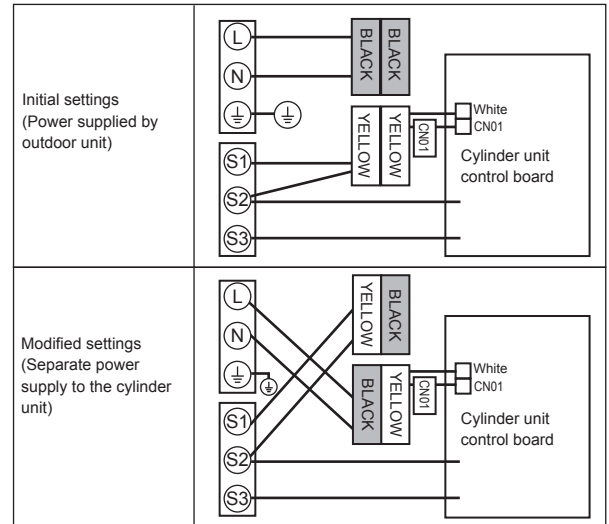 Initial settings
(Power supplied by
outdoor unit)
L
N
S1
S2
S3
BLACK
BLACK
YELLOW
YELLOW
CN01
White
CN01
Cylinder unit
control board
Modified settings
(Separate power
supply to the cylinder
unit)
L
N
S1
S2
S3
YELLOW
BLACK
BLACK
YELLOW
CN01
White
CN01
Cylinder unit
control board